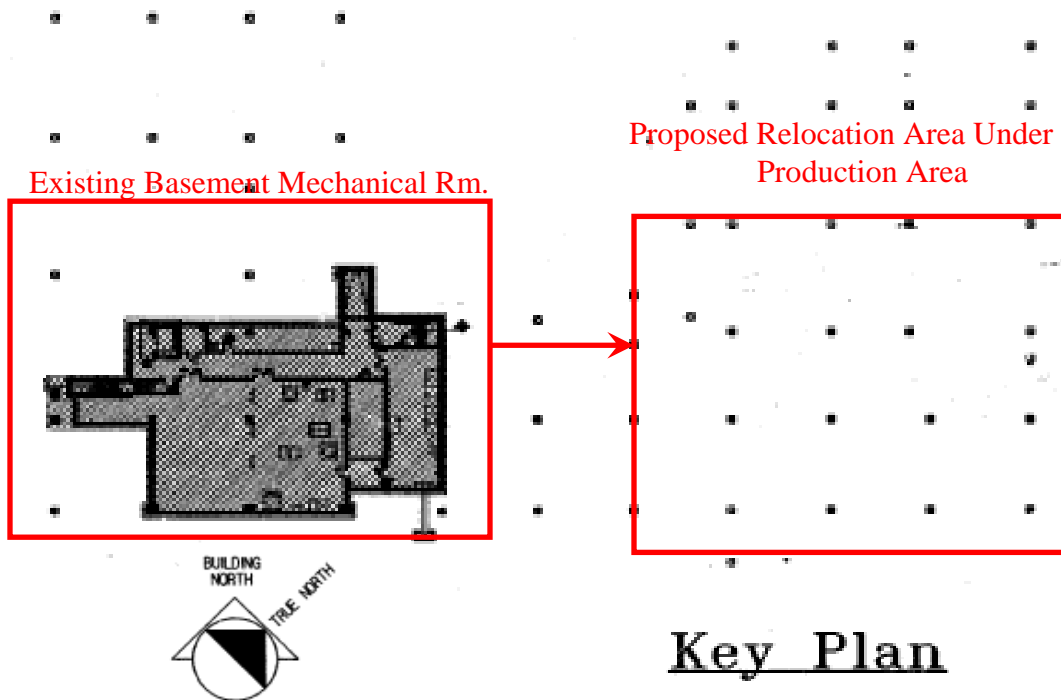 Proposed Relocation Area Under
Production Area
Existing Basement Mechanical Rm.
BUILDING
NORTH
TRUE NORTH
Key Plan